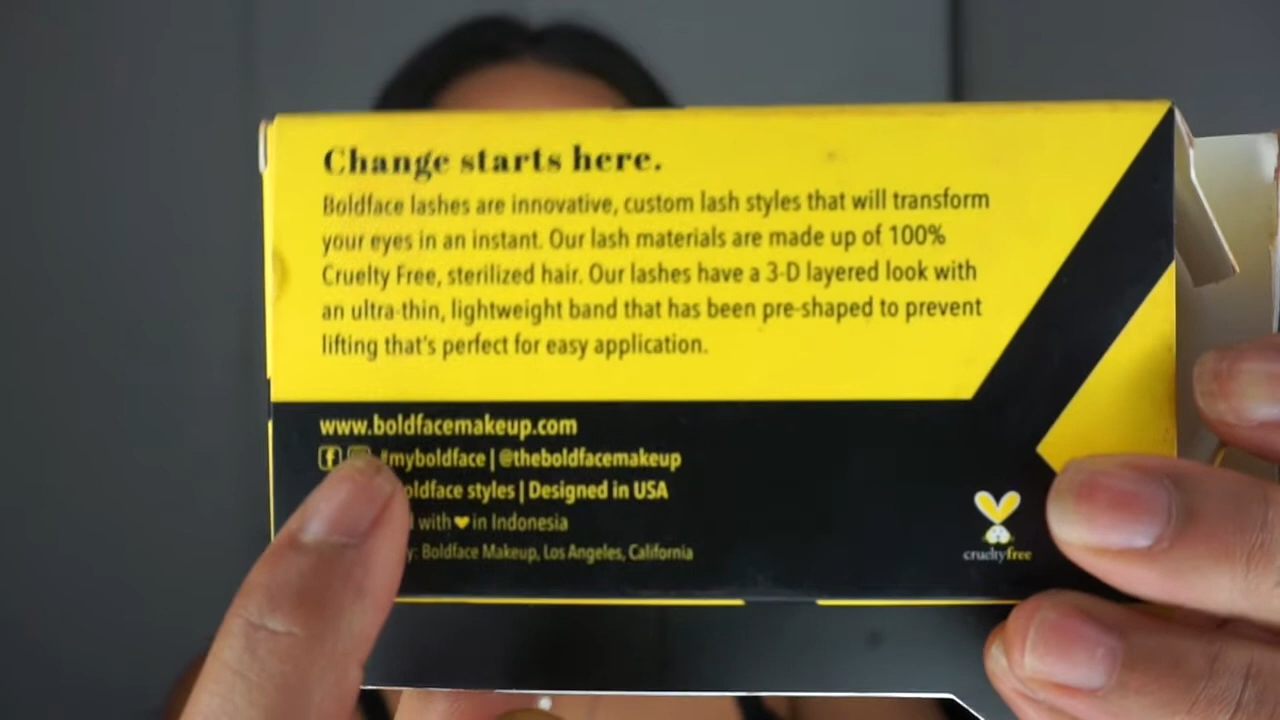 Change starts here.
Boldface lashes are innovative, custom lash styles that will transform
your eyes in an instant. Our lash materials are made up of 100%
Cruelty Free, sterilized hair. Our lashes have a 3-D layered look with
an ultra-thin, lightweight band that has been pre-shaped to prevent
lifting that's perfect for easy application.
www.boldfacemakeup.com
#myboldface | @theboldfacemakeup
oldface styles | Designed in USA
with ♥ in Indonesia
y: Boldface Makeup, Los Angeles, California
crueltyfree